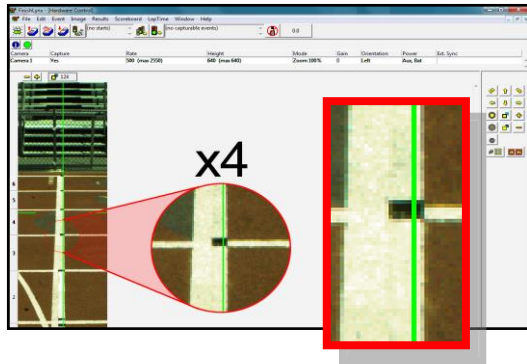 FinishLynx - [Hardware Control]
File Edit Event Image Results Scoreboard LapTime Window Help
(no starts) (no capturable events) 0.0
Camera Capture Rate Height Mode Gain Orientation Power Ext. Sync
Camera 1 Yes 500 (max 2550) 640 (max 640) Zoom 100% 0 Left Aux, Bat
124
x4
6
5
4
3
2